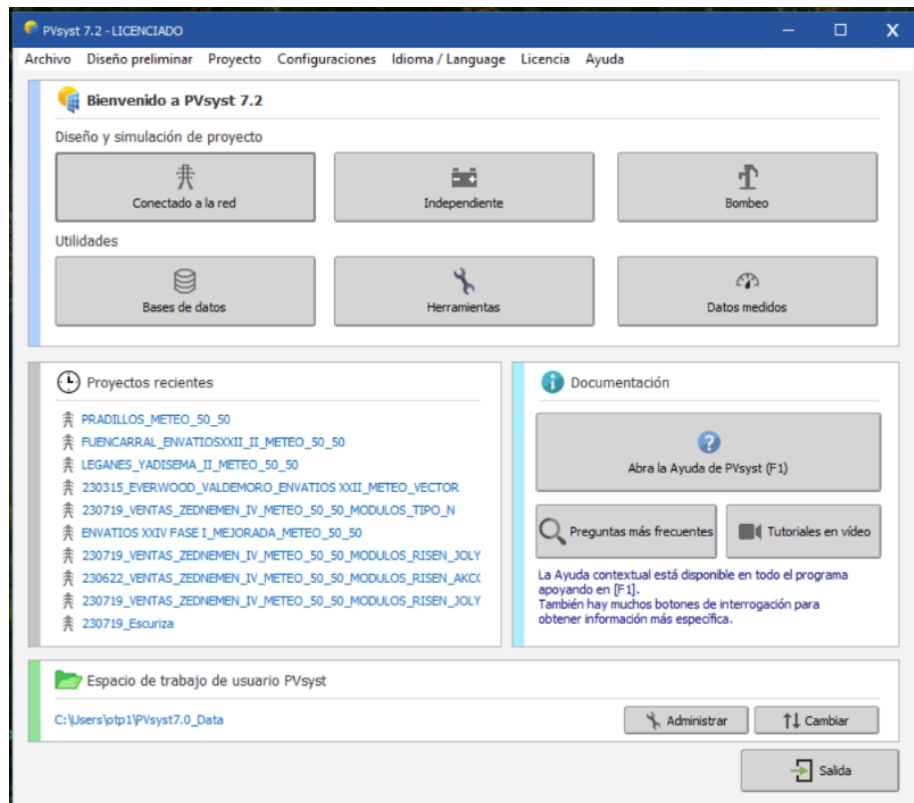 PVsyst 7.2 - LICENCIADO
Archivo Diseño preliminar Proyecto Configuraciones Idioma / Language Licencia Ayuda
Bienvenido a PVsyst 7.2
Diseño y simulación de proyecto
Conectado a la red
Independiente
Bombeo
Utilidades
Bases de datos
Herramientas
Datos medidos
Proyectos recientes
PRADILLOS_METEO_50_50
FUENCARRAL_ENVATIOSXXII_II_METEO_50_50
LEGANES_YADISEMA_II_METEO_50_50
230315_EVERWOOD_VALDEMORO_ENVATIOS XXII_METEO_VECTOR
230719_VENTAS_ZEDNEMEN_IV_METEO_50_50_MODULOS_TIPO_N
ENVATIOS XXIV FASE I_MEJORADA_METEO_50_50
230719_VENTAS_ZEDNEMEN_IV_METEO_50_50_MODULOS_RISEN_JOLY
230622_VENTAS_ZEDNEMEN_IV_METEO_50_50_MODULOS_RISEN_AKCC
230719_VENTAS_ZEDNEMEN_IV_METEO_50_50_MODULOS_RISEN_JOLY
230719_Escuriza
Documentación
Abra la Ayuda de PVsyst (F1)
Preguntas más frecuentes
Tutoriales en vídeo
La Ayuda contextual está disponible en todo el programa
apoyando en [F1].
También hay muchos botones de interrogación para
obtener información más específica.
Espacio de trabajo de usuario PVsyst
C:\Users\otp1\PVsyst7.0_Data
Administrar
Cambiar
Salida